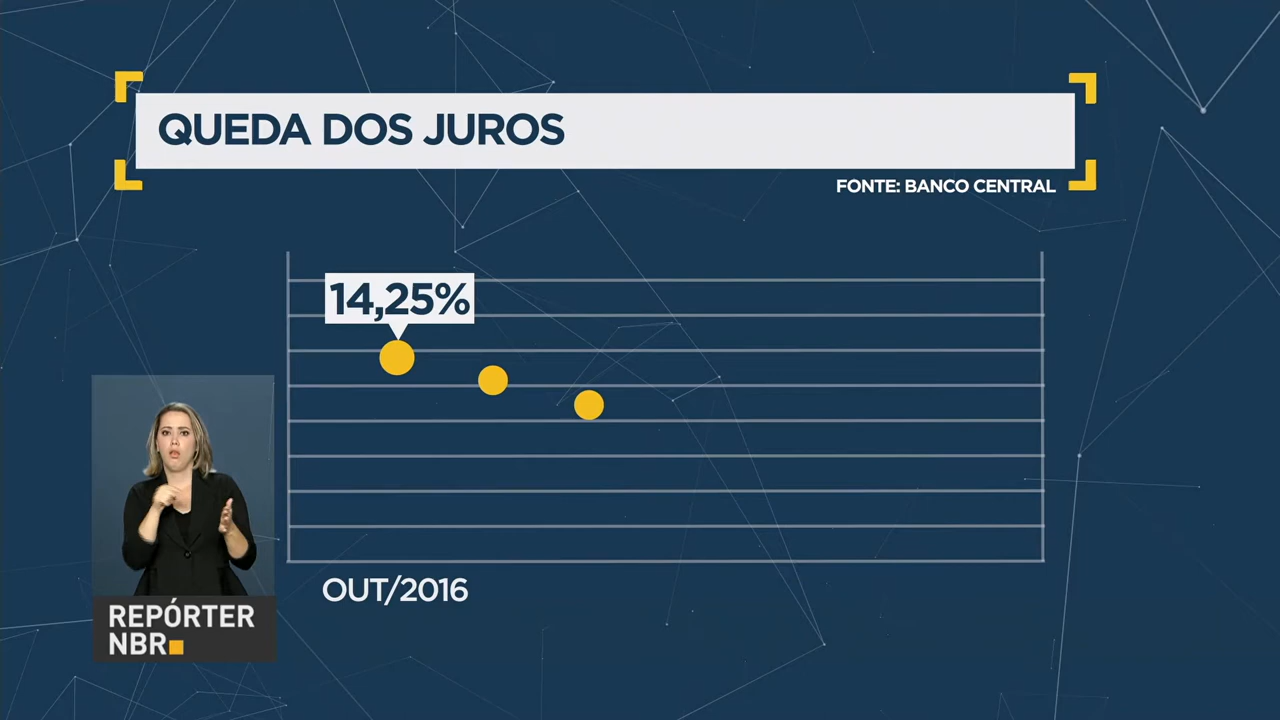 QUEDA DOS JUROS
FONTE: BANCO CENTRAL
14,25%
OUT/2016
REPÓRTER
NBR